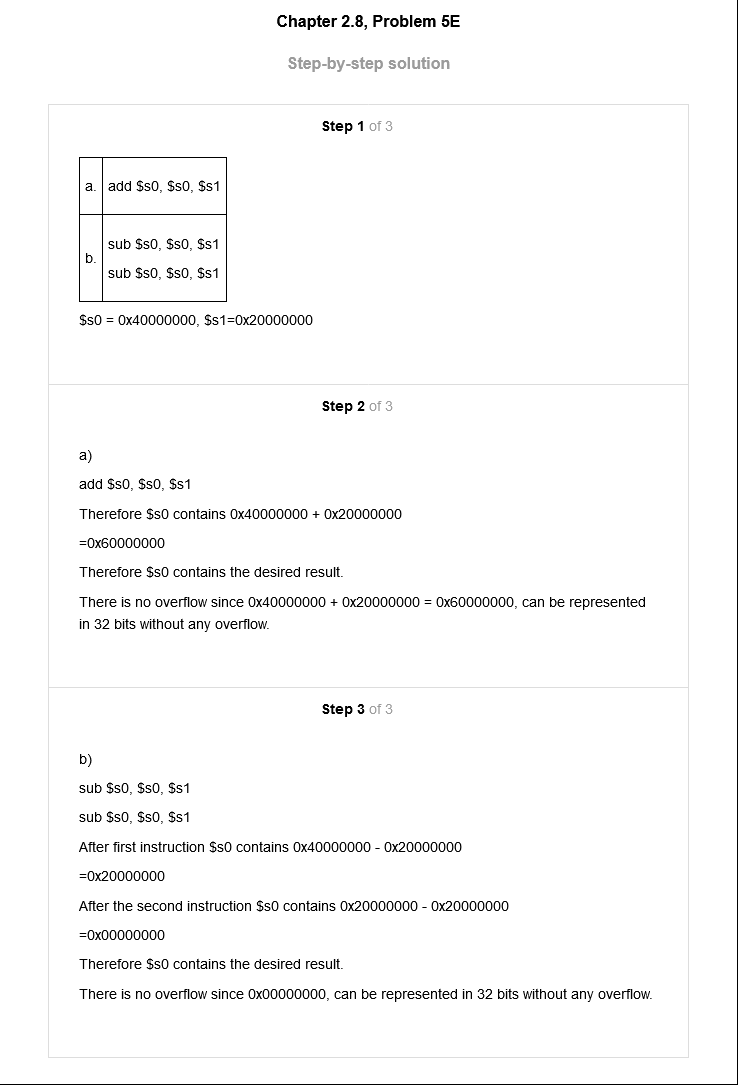 Chapter 2.8, Problem 5E
Step-by-step solution
Step 1 of 3
a. add $s0, $s0, $s1
sub $s0, $s0, $s1
b.
sub $s0, $s0, $s1
$s0 = 0x40000000, $s1=0x20000000
Step 2 of 3
a)
add $s0, $s0, $s1
Therefore $s0 contains 0x40000000 + 0x20000000
=0x60000000
Therefore $s0 contains the desired result.
There is no overflow since 0x40000000 + 0x20000000 = 0x60000000, can be represented
in 32 bits without any overflow.
Step 3 of 3
b)
sub $s0, $s0, $s1
sub $s0, $s0, $s1
After first instruction $s0 contains 0x40000000 - 0x20000000
=0x20000000
After the second instruction $s0 contains 0x20000000 - 0x20000000
=0x00000000
Therefore $s0 contains the desired result.
There is no overflow since 0x00000000, can be represented in 32 bits without any overflow.